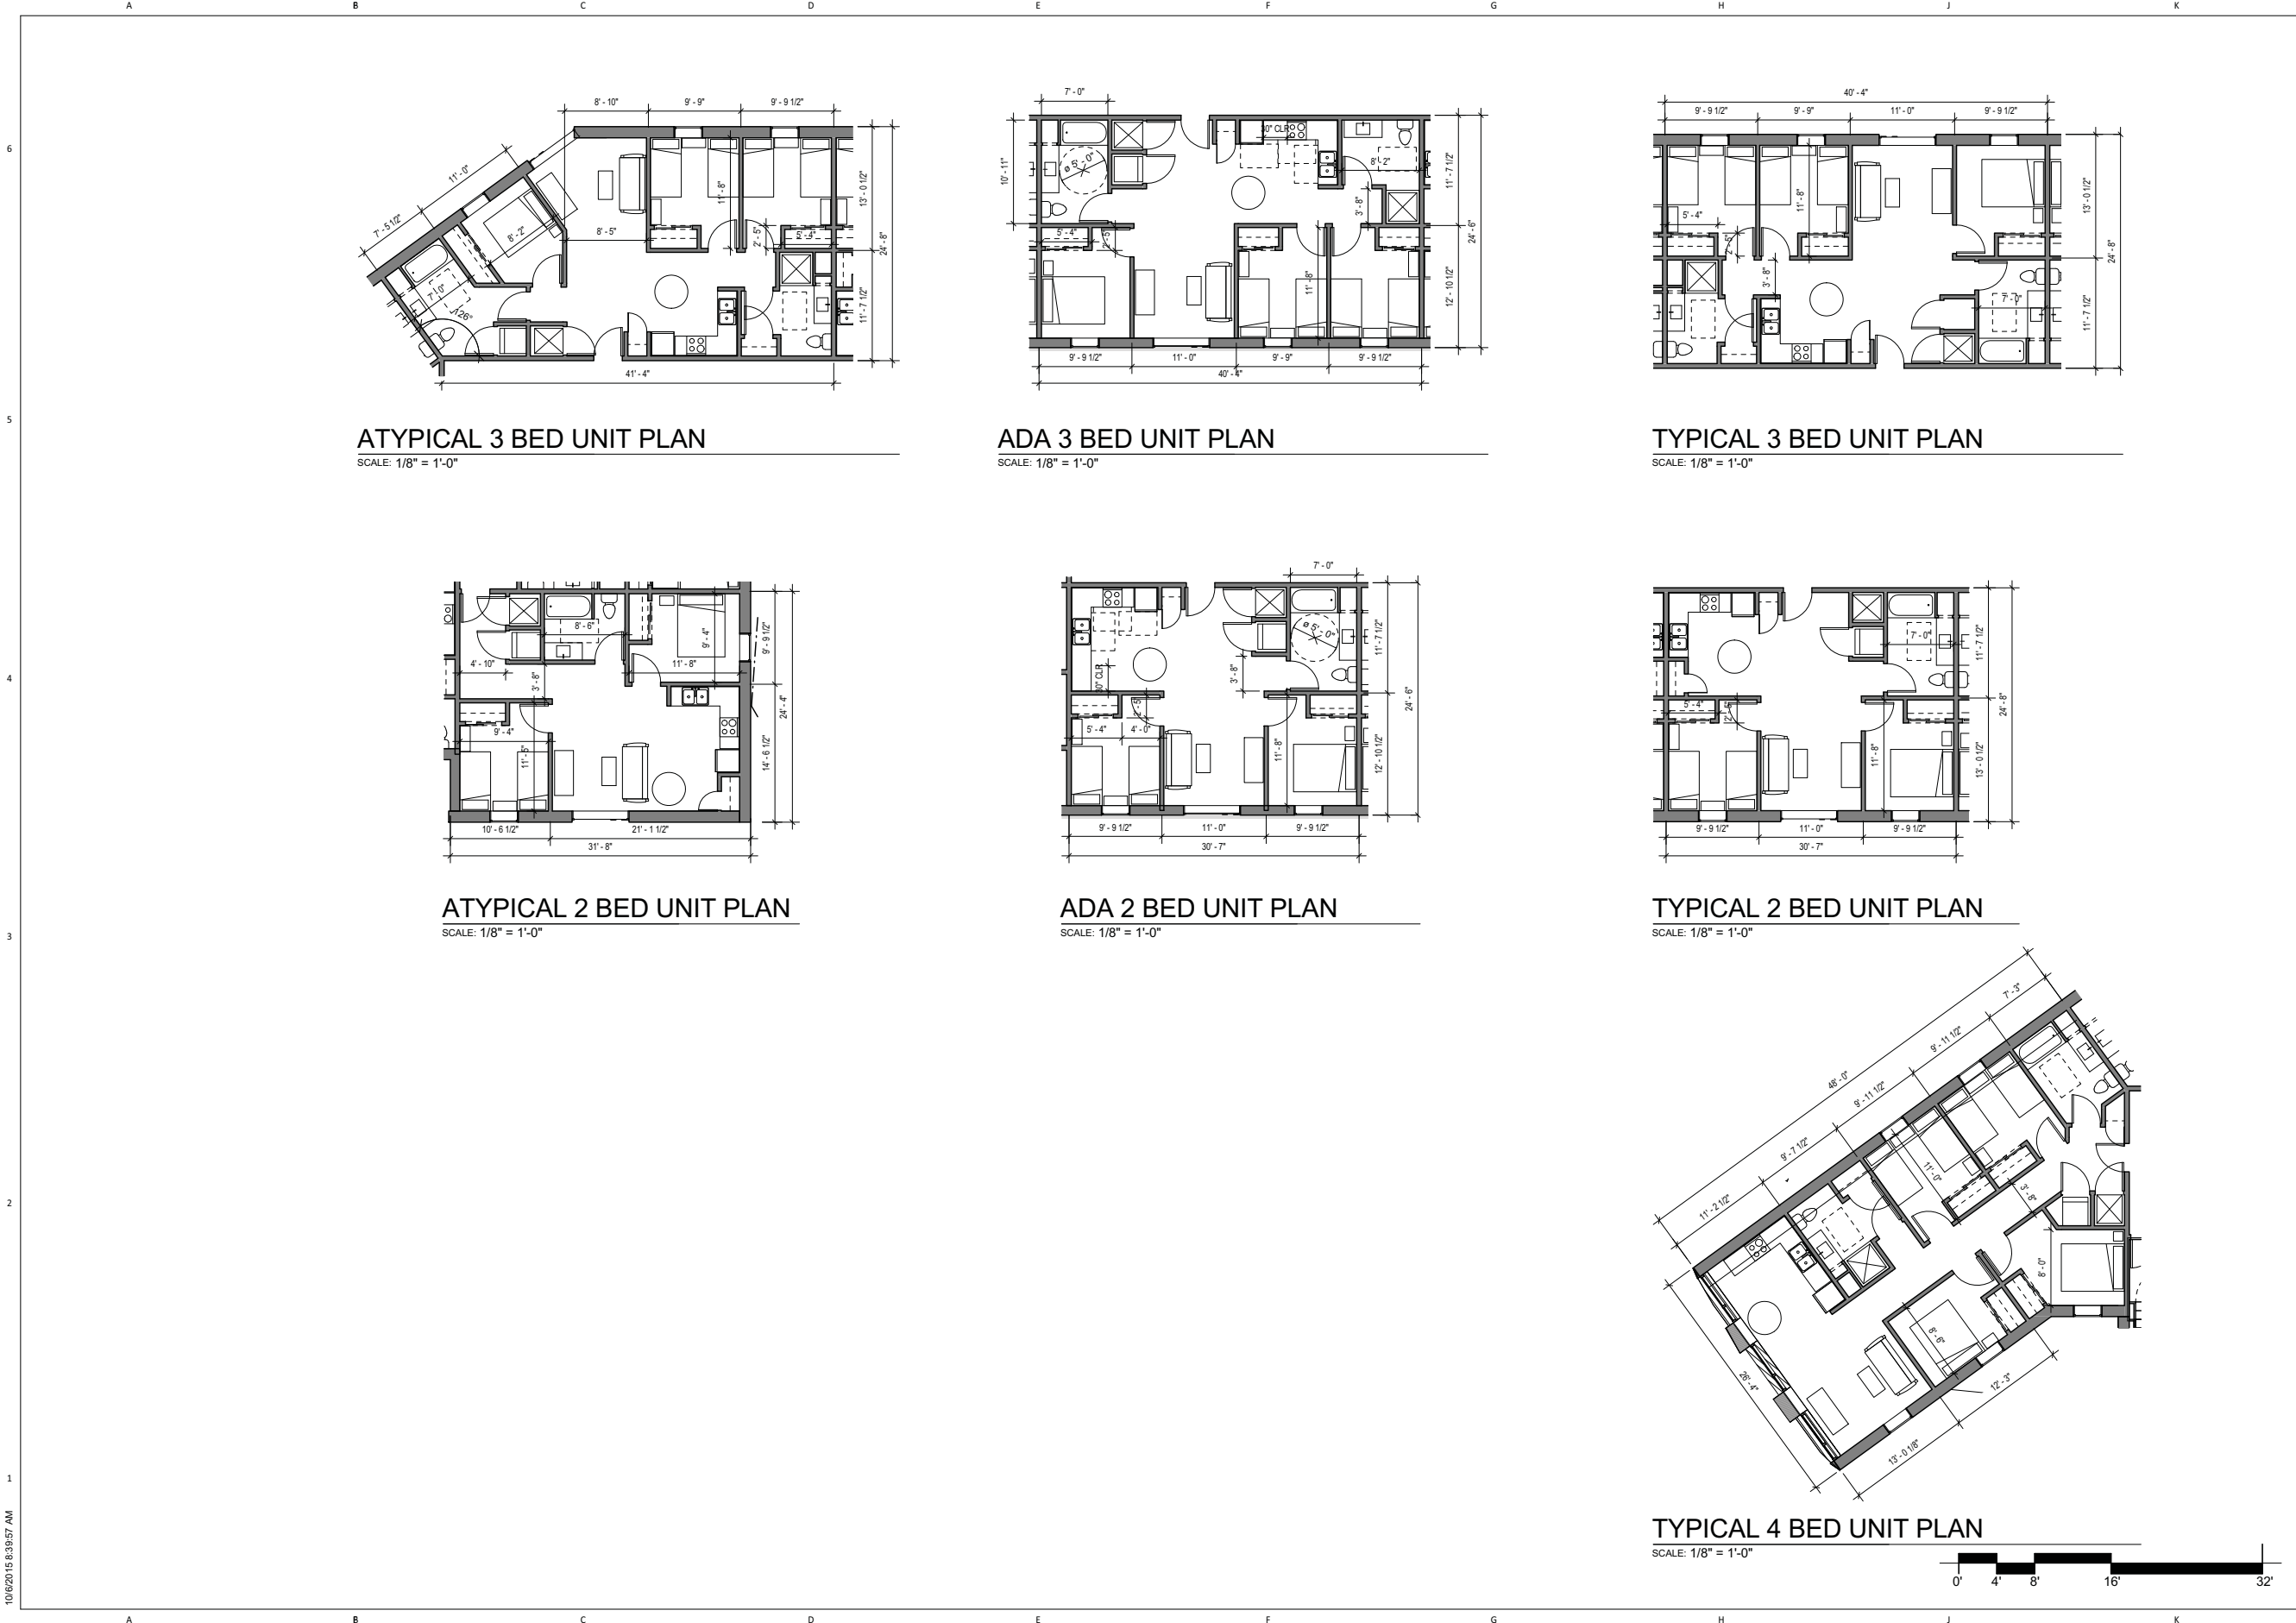 A B C D E F G H J K
6
5
4
3
2
1
8' - 10" 9' - 9" 9' - 9 1/2"
11' - 0"
7' - 5 1/2"
8' - 2"
8' - 5"
11' - 8"
2' - 5"
5' - 4"
7' - 0"
126"
13' - 0 1/2"
11' - 7 1/2"
24' - 8"
41' - 4"
ATYPICAL 3 BED UNIT PLAN
SCALE: 1/8" = 1'-0"
7' - 0"
10' - 11"
ø 5' - 0"
30" CLR
8' - 2"
3' - 8"
5' - 4"
2' - 5"
11' - 8"
11' - 7 1/2"
12' - 10 1/2"
24' - 6"
9' - 9 1/2" 11' - 0" 9' - 9" 9' - 9 1/2"
40' - 4"
ADA 3 BED UNIT PLAN
SCALE: 1/8" = 1'-0"
40' - 4"
9' - 9 1/2" 9' - 9" 11' - 0" 9' - 9 1/2"
5' - 4"
11' - 8"
2' - 5"
3' - 8"
7' - 0"
13' - 0 1/2"
11' - 7 1/2"
24' - 8"
TYPICAL 3 BED UNIT PLAN
SCALE: 1/8" = 1'-0"
8' - 6"
4' - 10"
3' - 8"
9' - 4"
11' - 8"
9' - 4"
11' - 5"
9' - 9 1/2"
14' - 6 1/2"
24' - 4"
10' - 6 1/2" 21' - 1 1/2"
31' - 8"
ATYPICAL 2 BED UNIT PLAN
SCALE: 1/8" = 1'-0"
7' - 0"
ø 5' - 0"
30" CLR
3' - 8"
2' - 5"
5' - 4" 4' - 0"
11' - 8"
11' - 7 1/2"
12' - 10 1/2"
24' - 6"
9' - 9 1/2" 11' - 0" 9' - 9 1/2"
30' - 7"
ADA 2 BED UNIT PLAN
SCALE: 1/8" = 1'-0"
7' - 0"
5' - 4"
11' - 8"
11' - 7 1/2"
13' - 0 1/2"
24' - 8"
9' - 9 1/2" 11' - 0" 9' - 9 1/2"
30' - 7"
TYPICAL 2 BED UNIT PLAN
SCALE: 1/8" = 1'-0"
7' - 3"
9' - 11 1/2"
48' - 0"
9' - 11 1/2"
9' - 7 1/2"
11' - 2 1/2"
11' - 0"
3' - 8"
8' - 0"
8' - 6"
26' - 4"
12' - 3"
13' - 0 1/8"
TYPICAL 4 BED UNIT PLAN
SCALE: 1/8" = 1'-0"
0' 4' 8' 16' 32'
10/6/2015 8:39:57 AM
A B C D E F G H J K